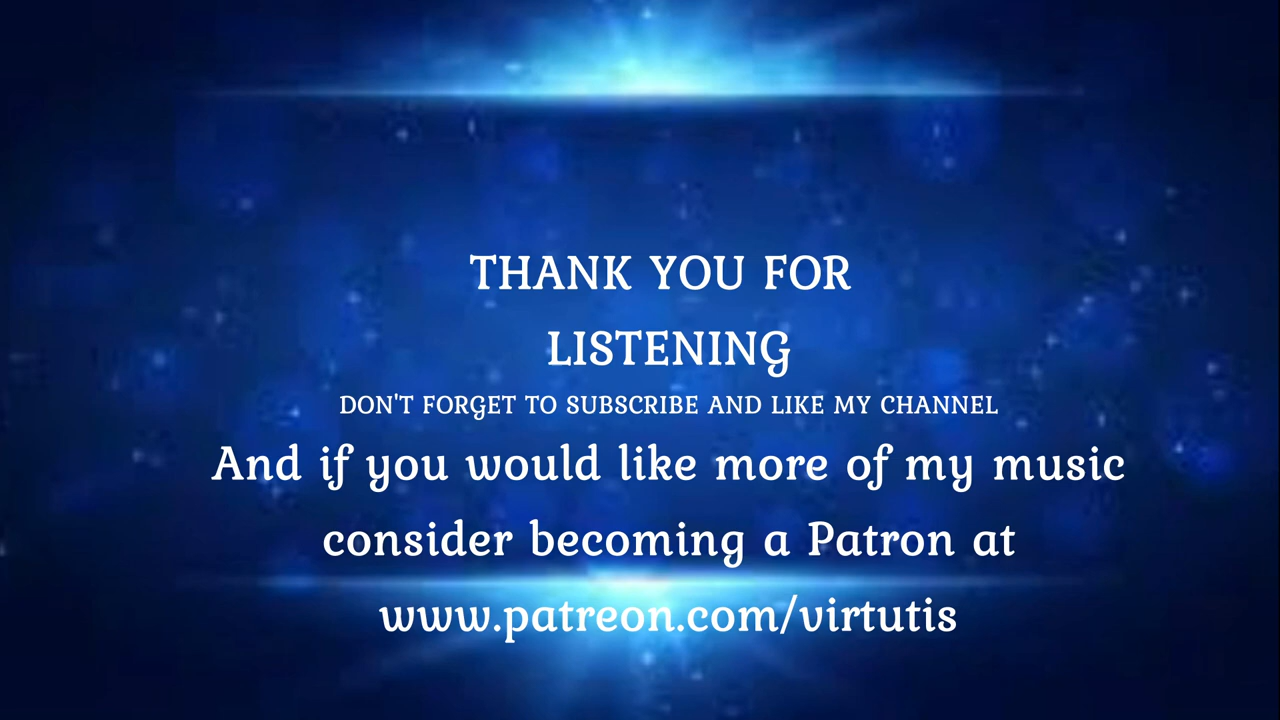 THANK YOU FOR
LISTENING
DON'T FORGET TO SUBSCRIBE AND LIKE MY CHANNEL
And if you would like more of my music
consider becoming a Patron at
www.patreon.com/virtutis